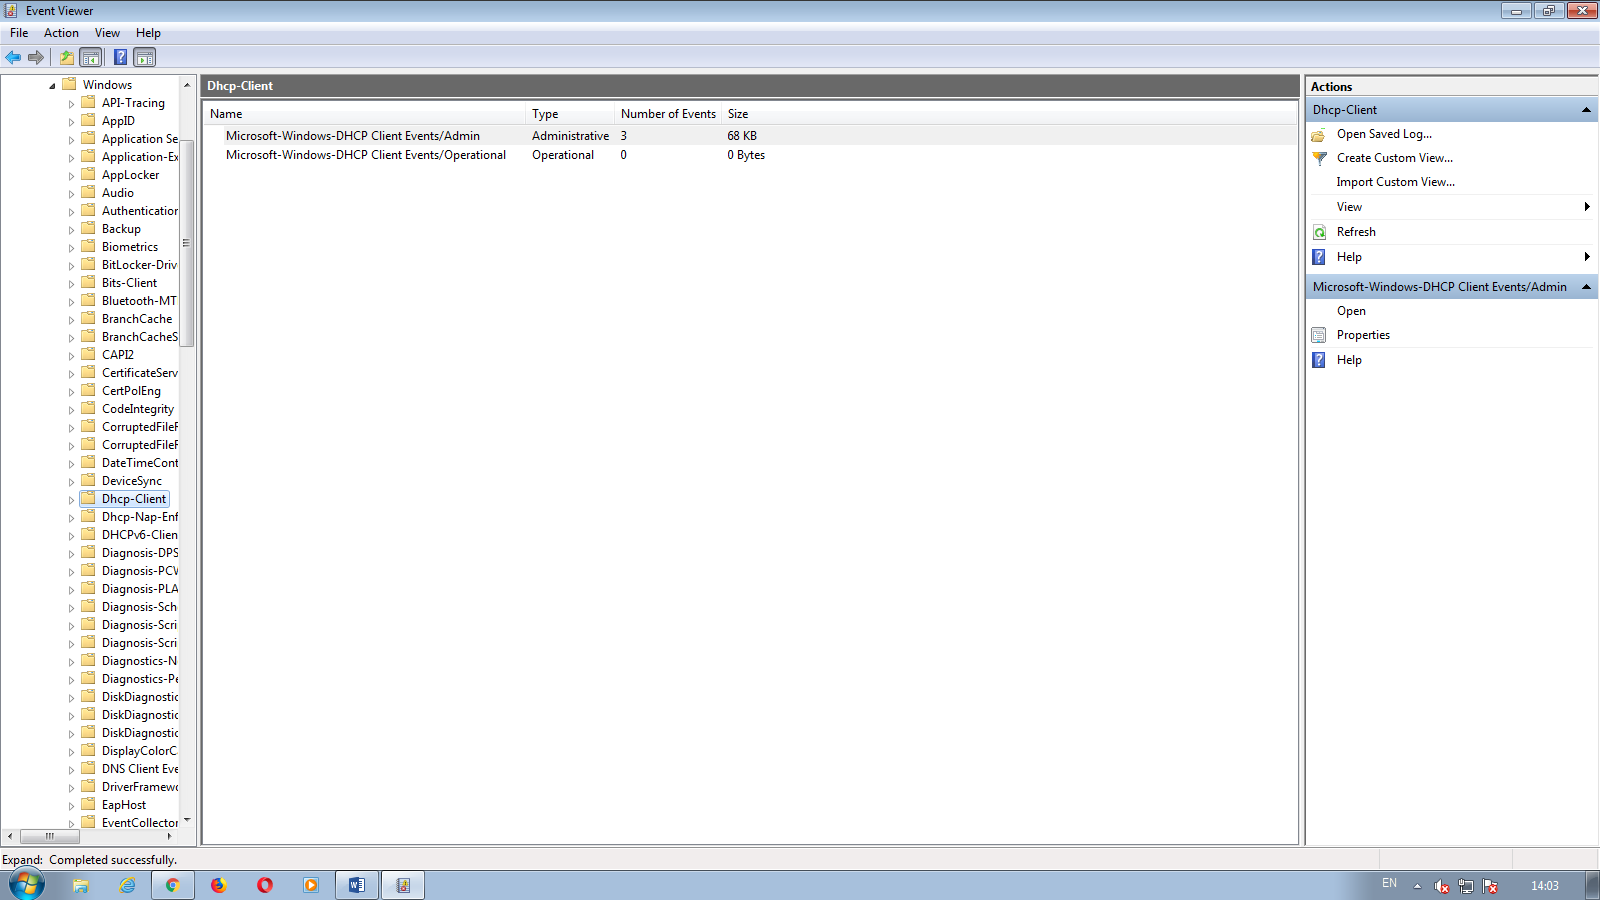 Event Viewer
File Action View Help
Windows
API-Tracing
AppID
Application Se
Application-Ex
AppLocker
Audio
Authentication
Backup
Biometrics
BitLocker-Driv
Bits-Client
Bluetooth-MT
BranchCache
BranchCacheS
CAPI2
CertificateServ
CertPolEng
CodeIntegrity
CorruptedFileR
CorruptedFileR
DateTimeCont
DeviceSync
Dhcp-Client
Dhcp-Nap-Enf
DHCPv6-Clien
Diagnosis-DPS
Diagnosis-PCW
Diagnosis-PLA
Diagnosis-Sch
Diagnosis-Scri
Diagnosis-Scri
Diagnostics-N
Diagnostics-Pe
DiskDiagnostic
DiskDiagnostic
DiskDiagnostic
DisplayColorC
DNS Client Eve
DriverFramewo
EapHost
EventCollector
Dhcp-Client
Name Type Number of Events Size
Microsoft-Windows-DHCP Client Events/Admin Administrative 3 68 KB
Microsoft-Windows-DHCP Client Events/Operational Operational 0 0 Bytes
Actions
Dhcp-Client
Open Saved Log...
Create Custom View...
Import Custom View...
View
Refresh
Help
Microsoft-Windows-DHCP Client Events/Admin
Open
Properties
Help
Expand: Completed successfully.
EN 14:03